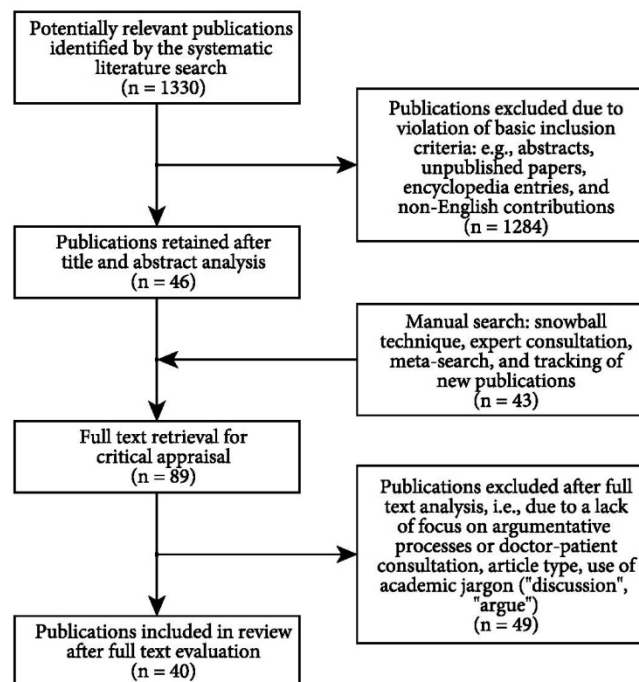 Potentially relevant publications
identified by the systematic
literature search
(n = 1330)
Publications excluded due to
violation of basic inclusion
criteria: e.g., abstracts,
unpublished papers,
encyclopedia entries, and
non-English contributions
(n = 1284)
Publications retained after
title and abstract analysis
(n = 46)
Manual search: snowball
technique, expert consultation,
meta-search, and tracking of
new publications
(n = 43)
Full text retrieval for
critical appraisal
(n = 89)
Publications excluded after full
text analysis, i.e., due to a lack
of focus on argumentative
processes or doctor-patient
consultation, article type, use of
academic jargon ("discussion",
"argue")
(n = 49)
Publications included in review
after full text evaluation
(n = 40)